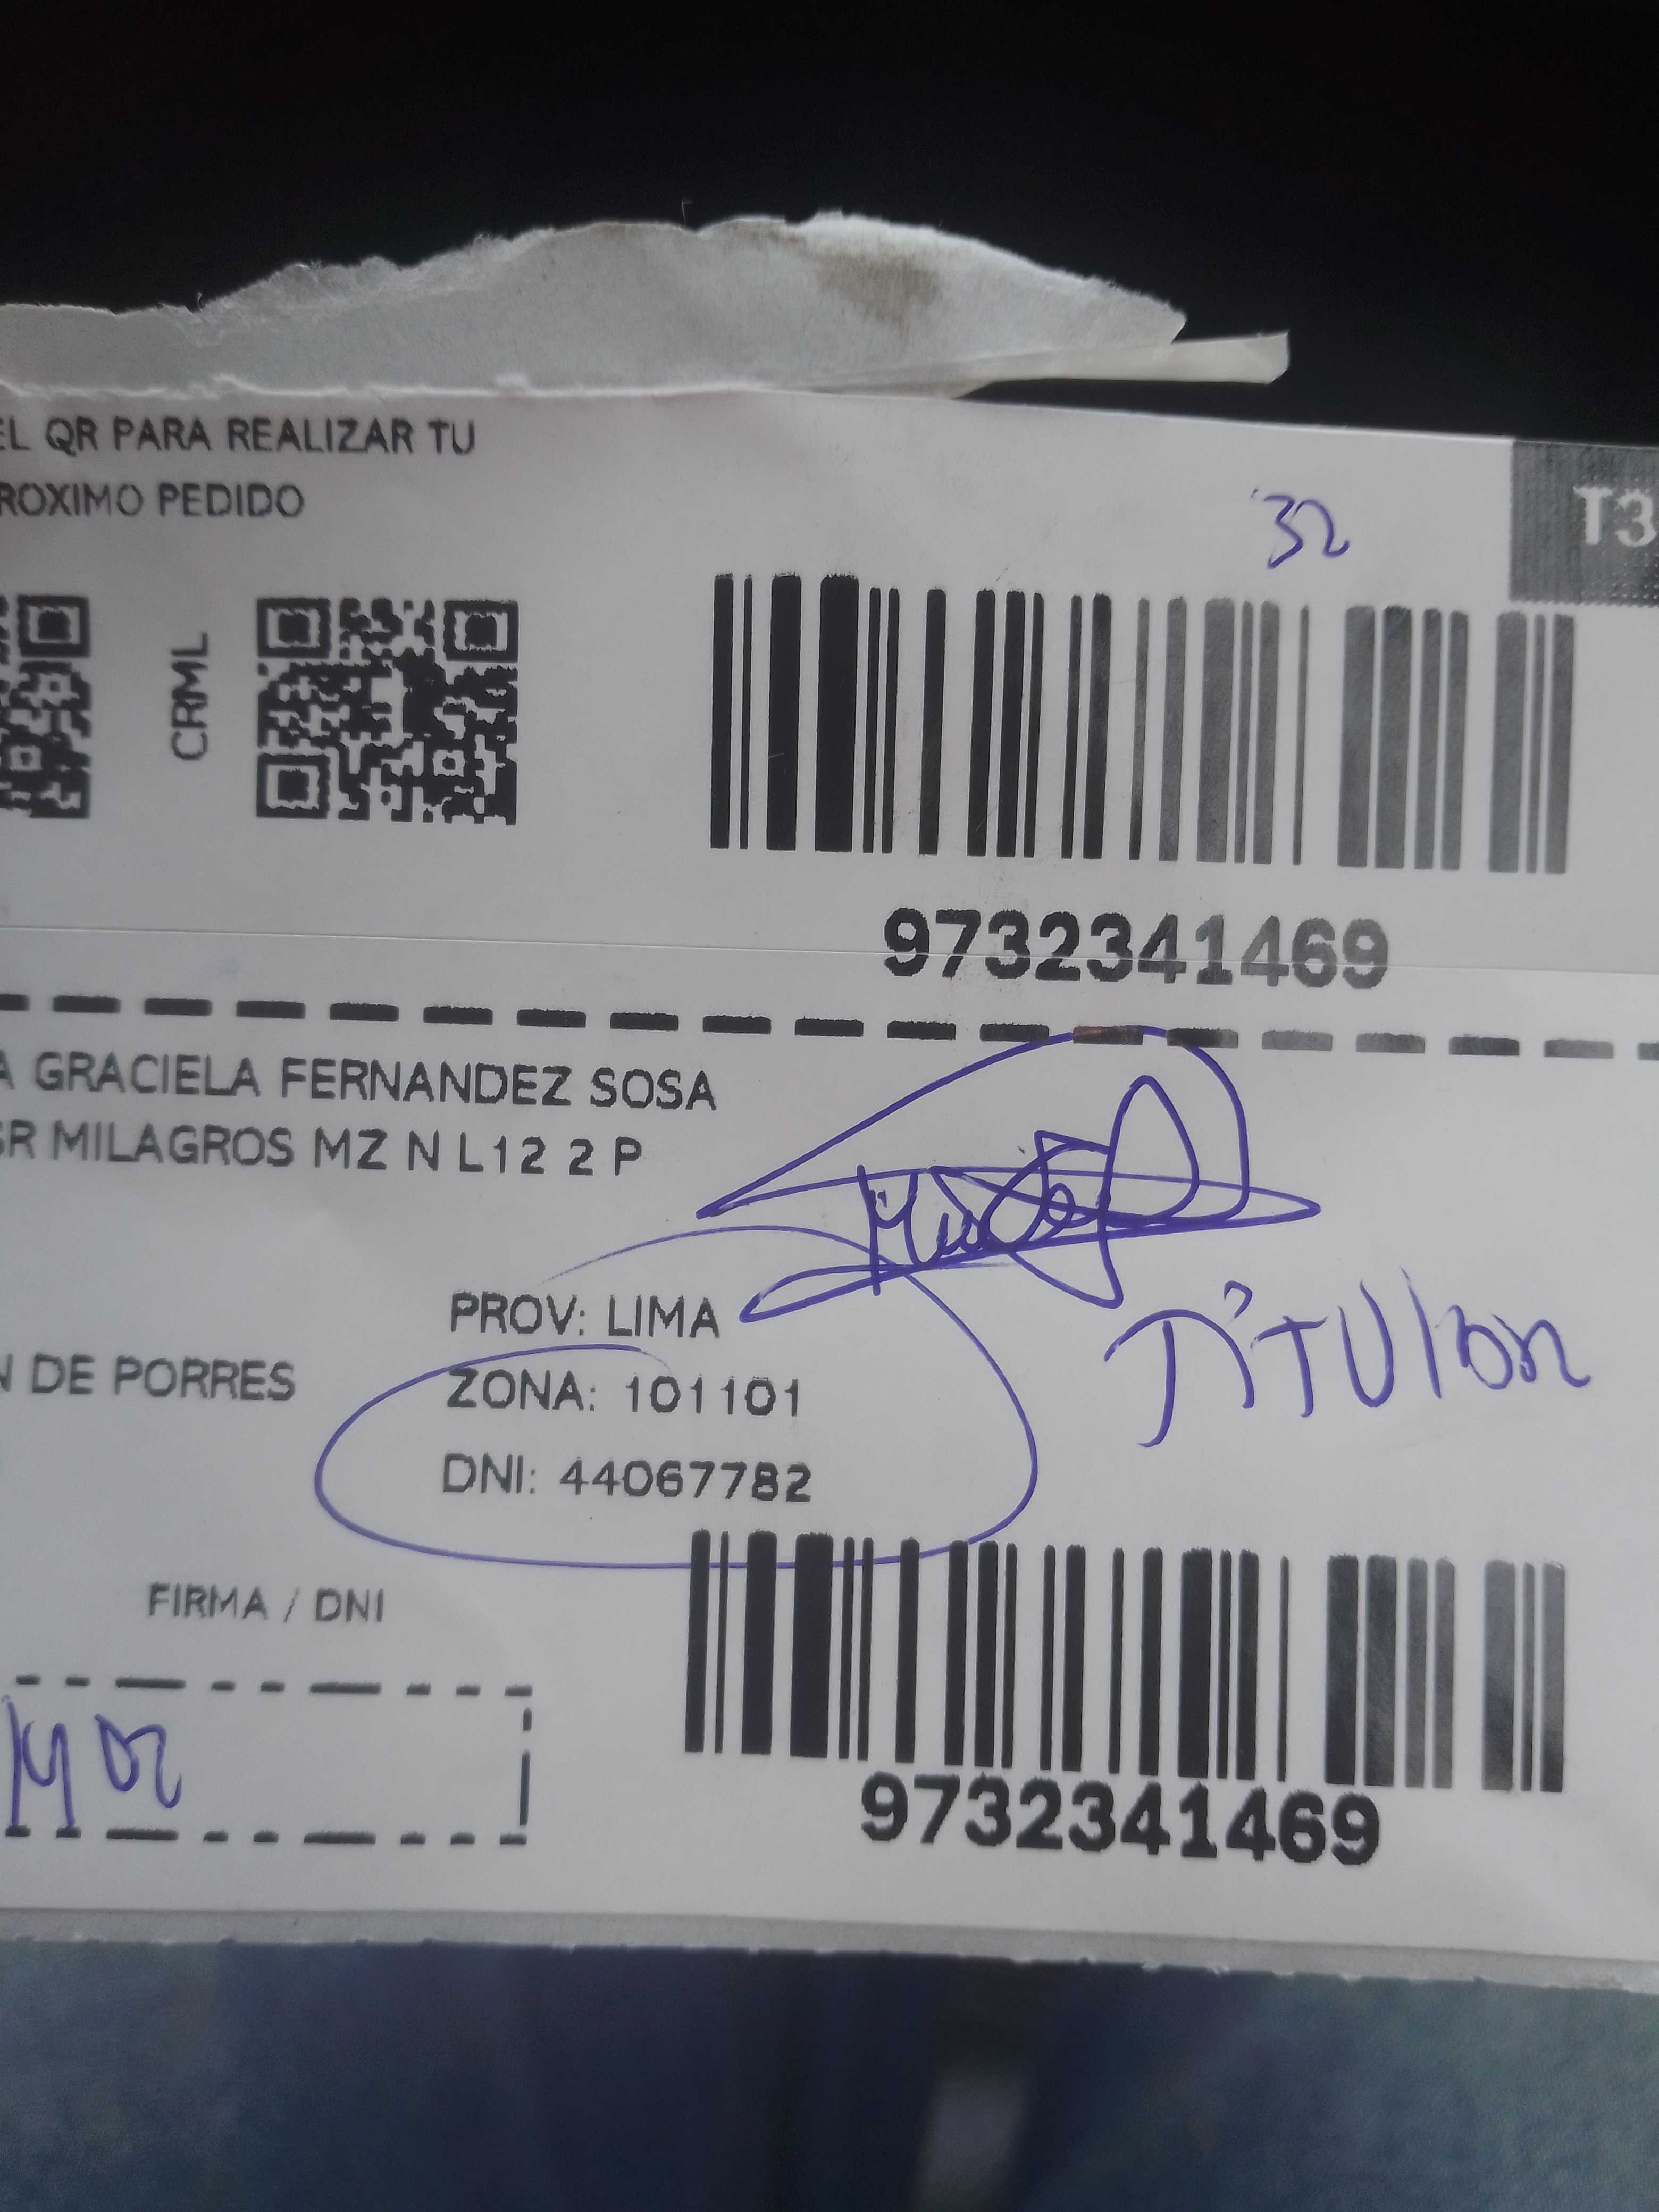 EL QR PARA REALIZAR TU
ROXIMO PEDIDO
32
T3
CRML
9732341469
A GRACIELA FERNANDEZ SOSA
SR MILAGROS MZ N L12 2 P
PROV: LIMA
TITULAR
N DE PORRES
ZONA: 101101
DNI: 44067782
FIRMA / DNI
9732341469